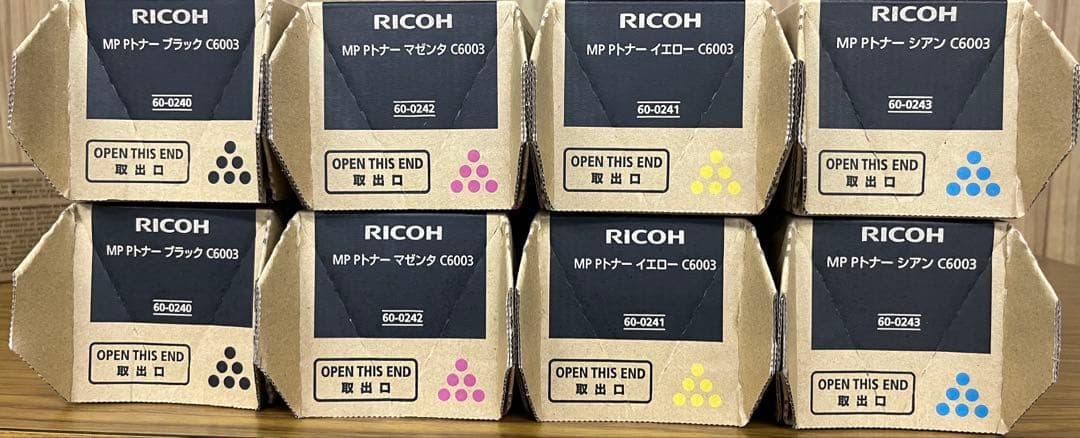 RICOH
MP Pトナー ブラック C6003
60-0240
OPEN THIS END
取出口
RICOH
MP Pトナー マゼンタ C6003
60-0242
OPEN THIS END
取出口
RICOH
MP Pトナー イエロー C6003
60-0241
OPEN THIS END
取出口
RICOH
MP Pトナー シアン C6003
60-0243
OPEN THIS END
取出口
RICOH
MP Pトナー ブラック C6003
60-0240
OPEN THIS END
取出口
RICOH
MP Pトナー マゼンタ C6003
60-0242
OPEN THIS END
取出口
RICOH
MP Pトナー イエロー C6003
60-0241
OPEN THIS END
取出口
RICOH
MP Pトナー シアン C6003
60-0243
OPEN THIS END
取出口